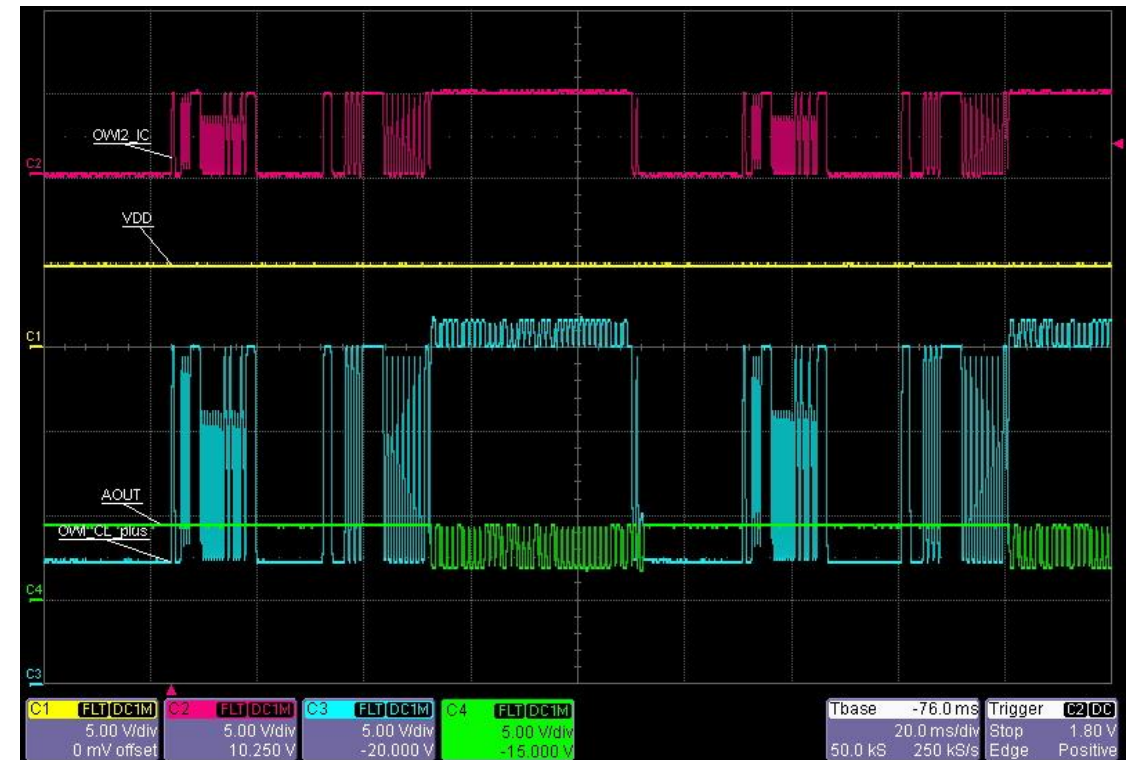 OWI2_IC
C2
VDD
C1
AOUT
OWI_CL_plus
C4
C3
C1 FLT DC1M
5.00 V/div
0 mV offset
C2 FLT DC1M
5.00 V/div
10.250 V
C3 FLT DC1M
5.00 V/div
-20.000 V
C4 FLT DC1M
5.00 V/div
-15.000 V
Tbase -76.0 ms
20.0 ms/div
50.0 kS 250 kS/s
Trigger C2 DC
Stop 1.80 V
Edge Positive